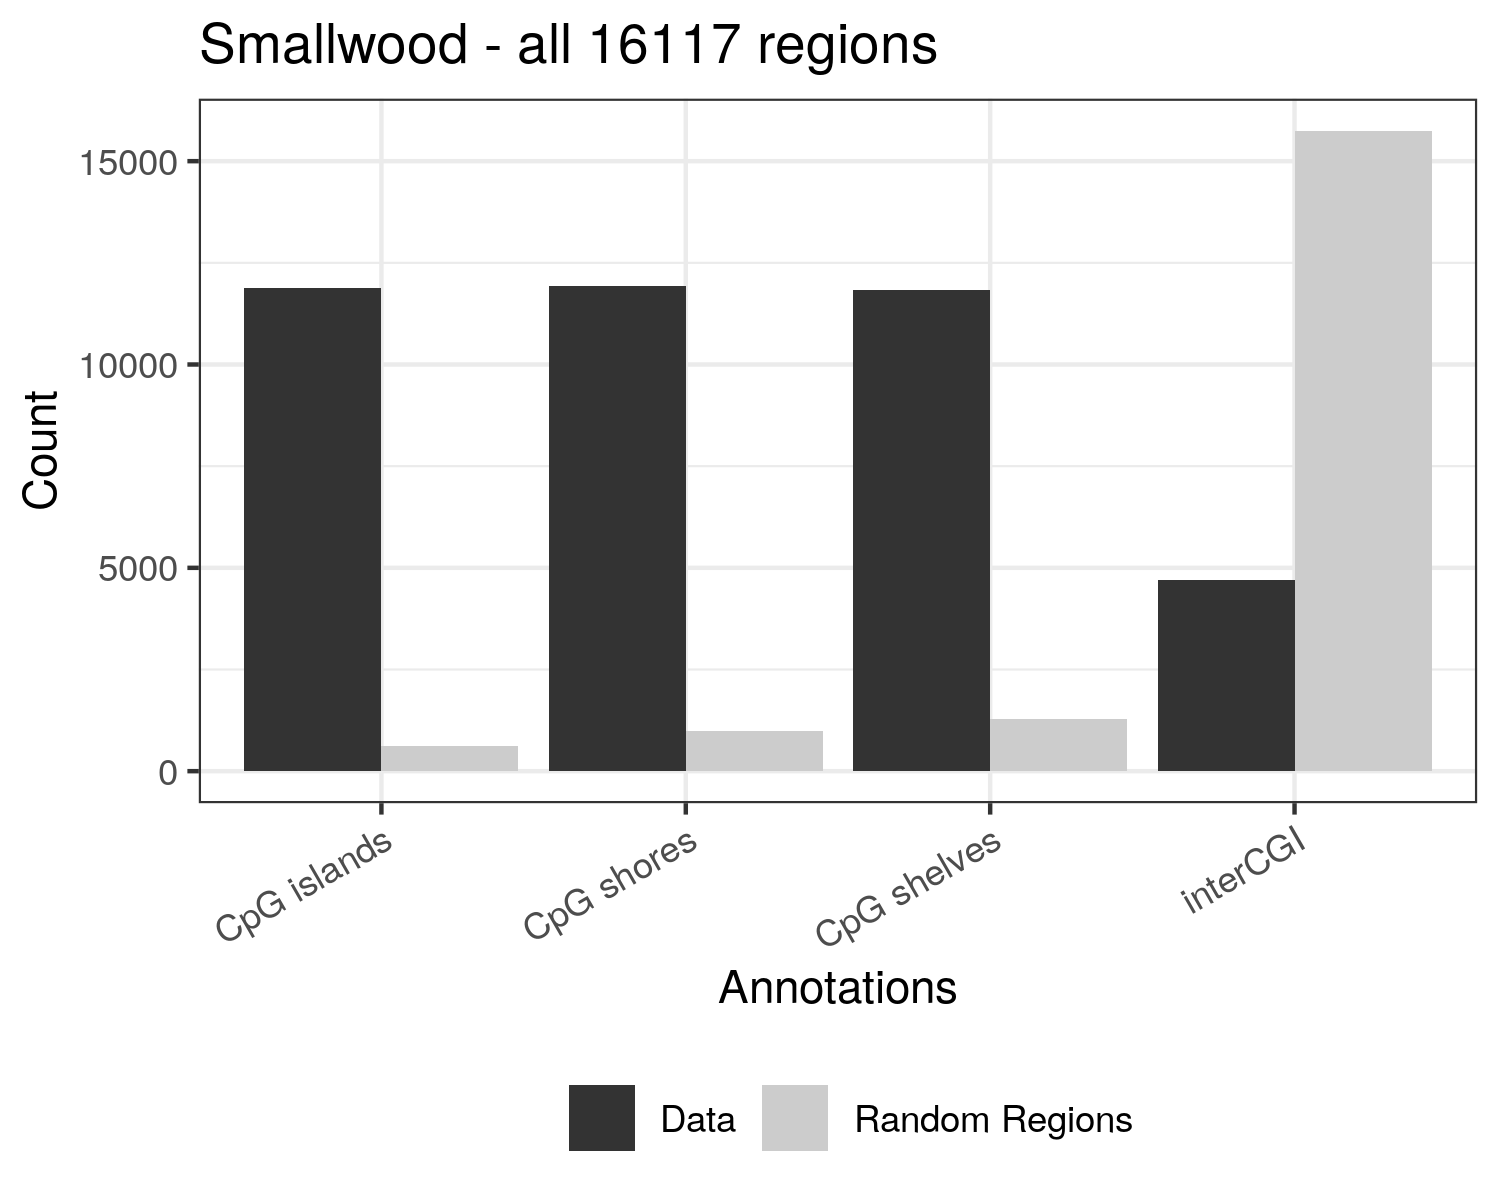 Smallwood - all 16117 regions
15000
10000
5000
0
Count
CpG islands
CpG shores
CpG shelves
interCGI
Annotations
Data
Random Regions